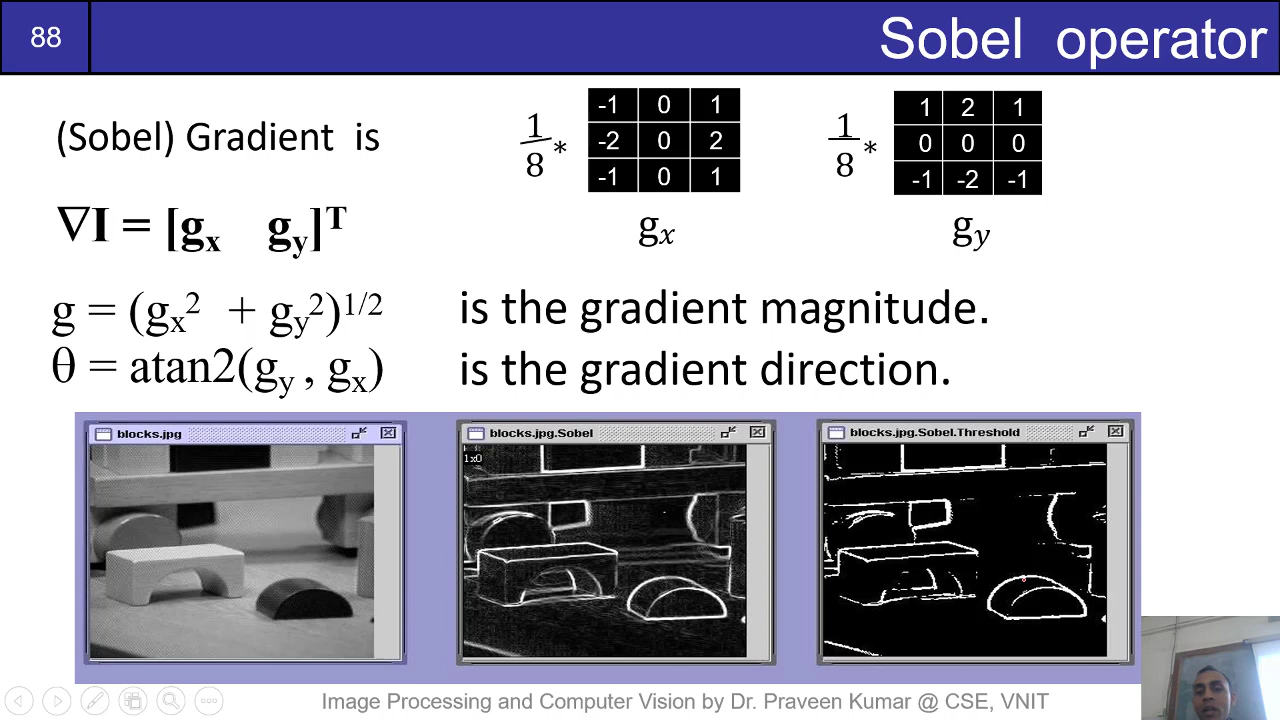 88
Sobel operator
(Sobel) Gradient is
1/8 *
-1 0 1
-2 0 2
-1 0 1
gx
1/8 *
1 2 1
0 0 0
-1 -2 -1
gy
∇I = [gx gy]T
g = (gx2 + gy2)1/2 is the gradient magnitude.
θ = atan2(gy , gx) is the gradient direction.
blocks.jpg
blocks.jpg.Sobel
1x0
blocks.jpg.Sobel.Threshold
Image Processing and Computer Vision by Dr. Praveen Kumar @ CSE, VNIT